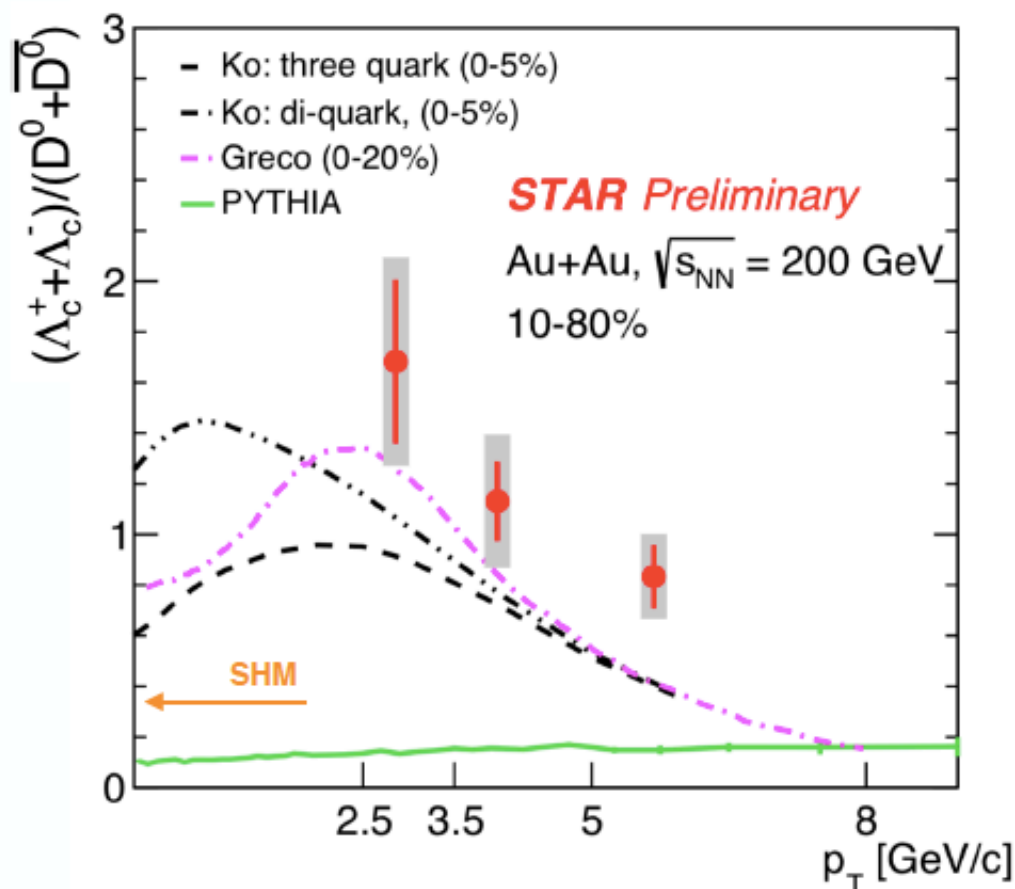 (Λc⁺+Λc⁻)/(D⁰+D̅⁰)
3
2
1
0
Ko: three quark (0-5%)
Ko: di-quark, (0-5%)
Greco (0-20%)
PYTHIA
STAR Preliminary
Au+Au, √sNN = 200 GeV
10-80%
SHM
2.5 3.5 5 8
pT [GeV/c]